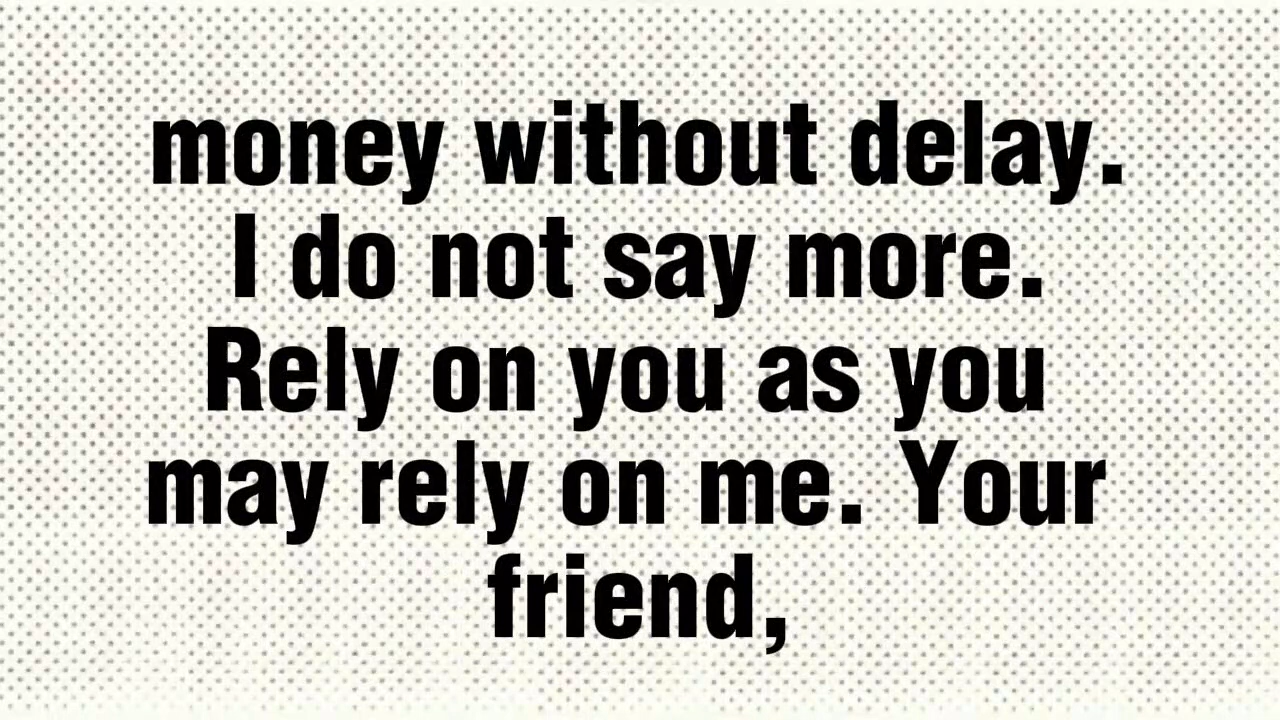 money without delay.
I do not say more.
Rely on you as you
may rely on me. Your
friend,